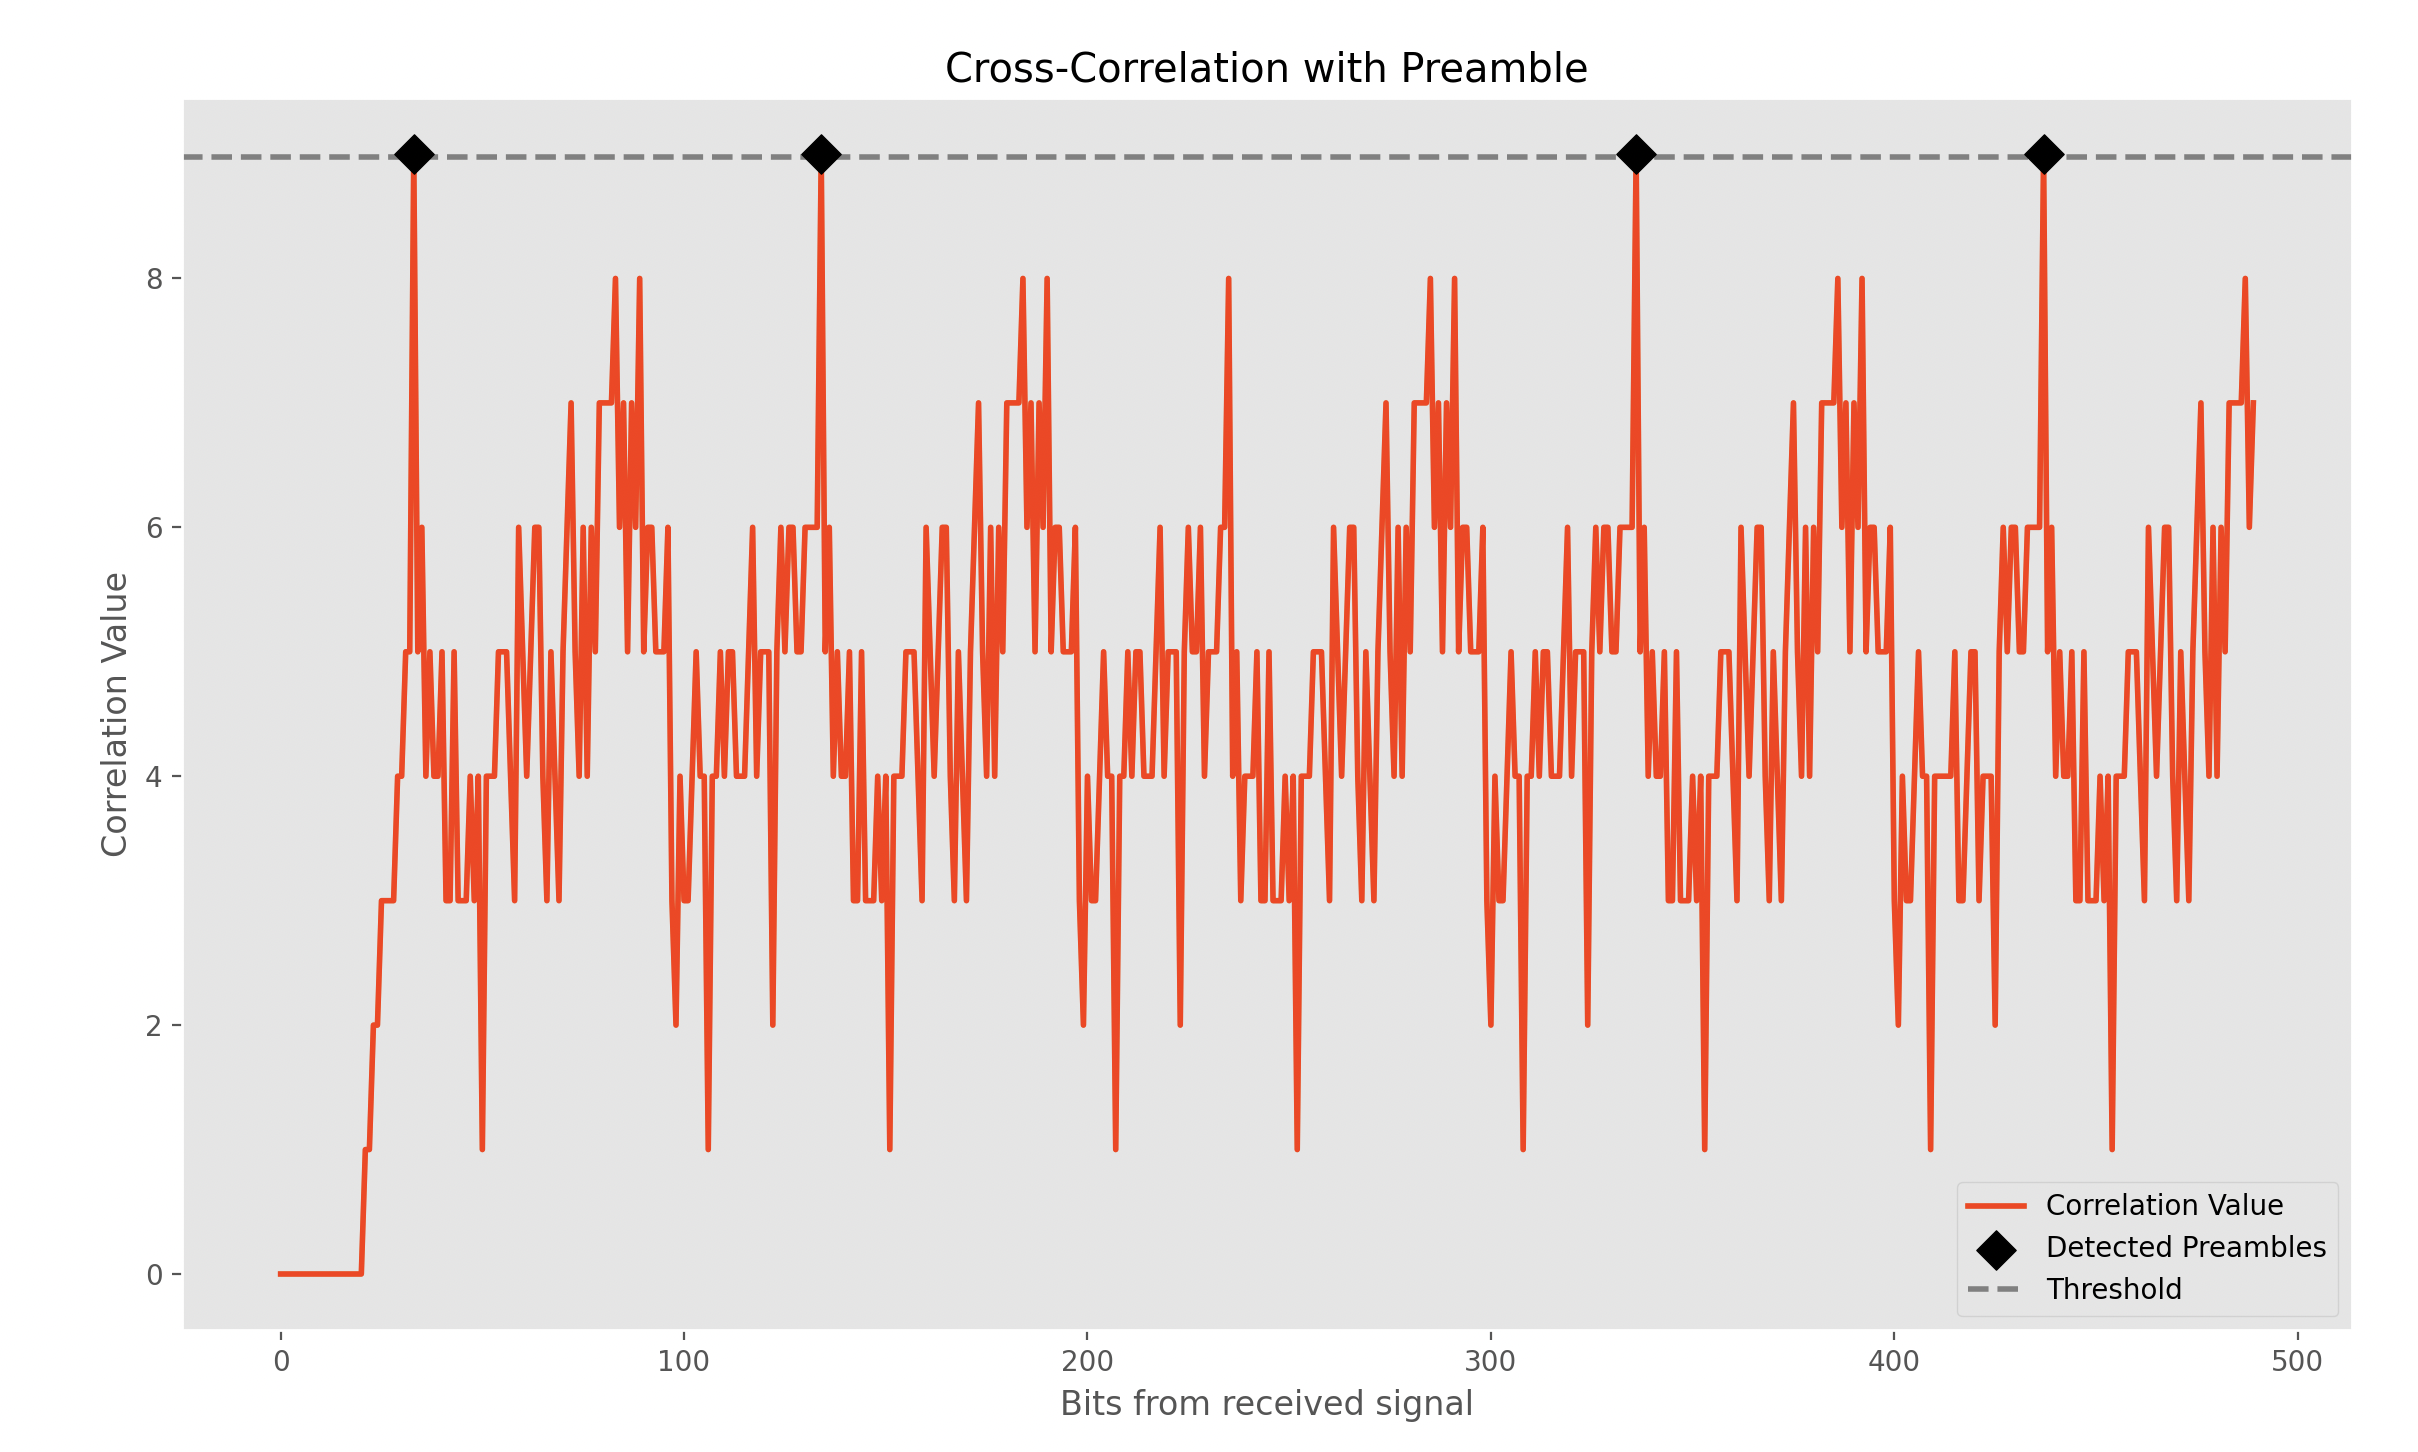 Cross-Correlation with Preamble
Correlation Value
8
6
4
2
0
Correlation Value
Detected Preambles
Threshold
0 100 200 300 400 500
Bits from received signal